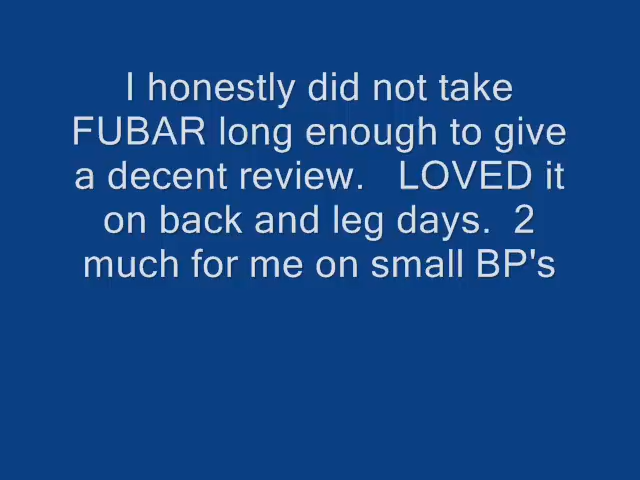 I honestly did not take
FUBAR long enough to give
a decent review.   LOVED it
on back and leg days.  2
much for me on small BP's